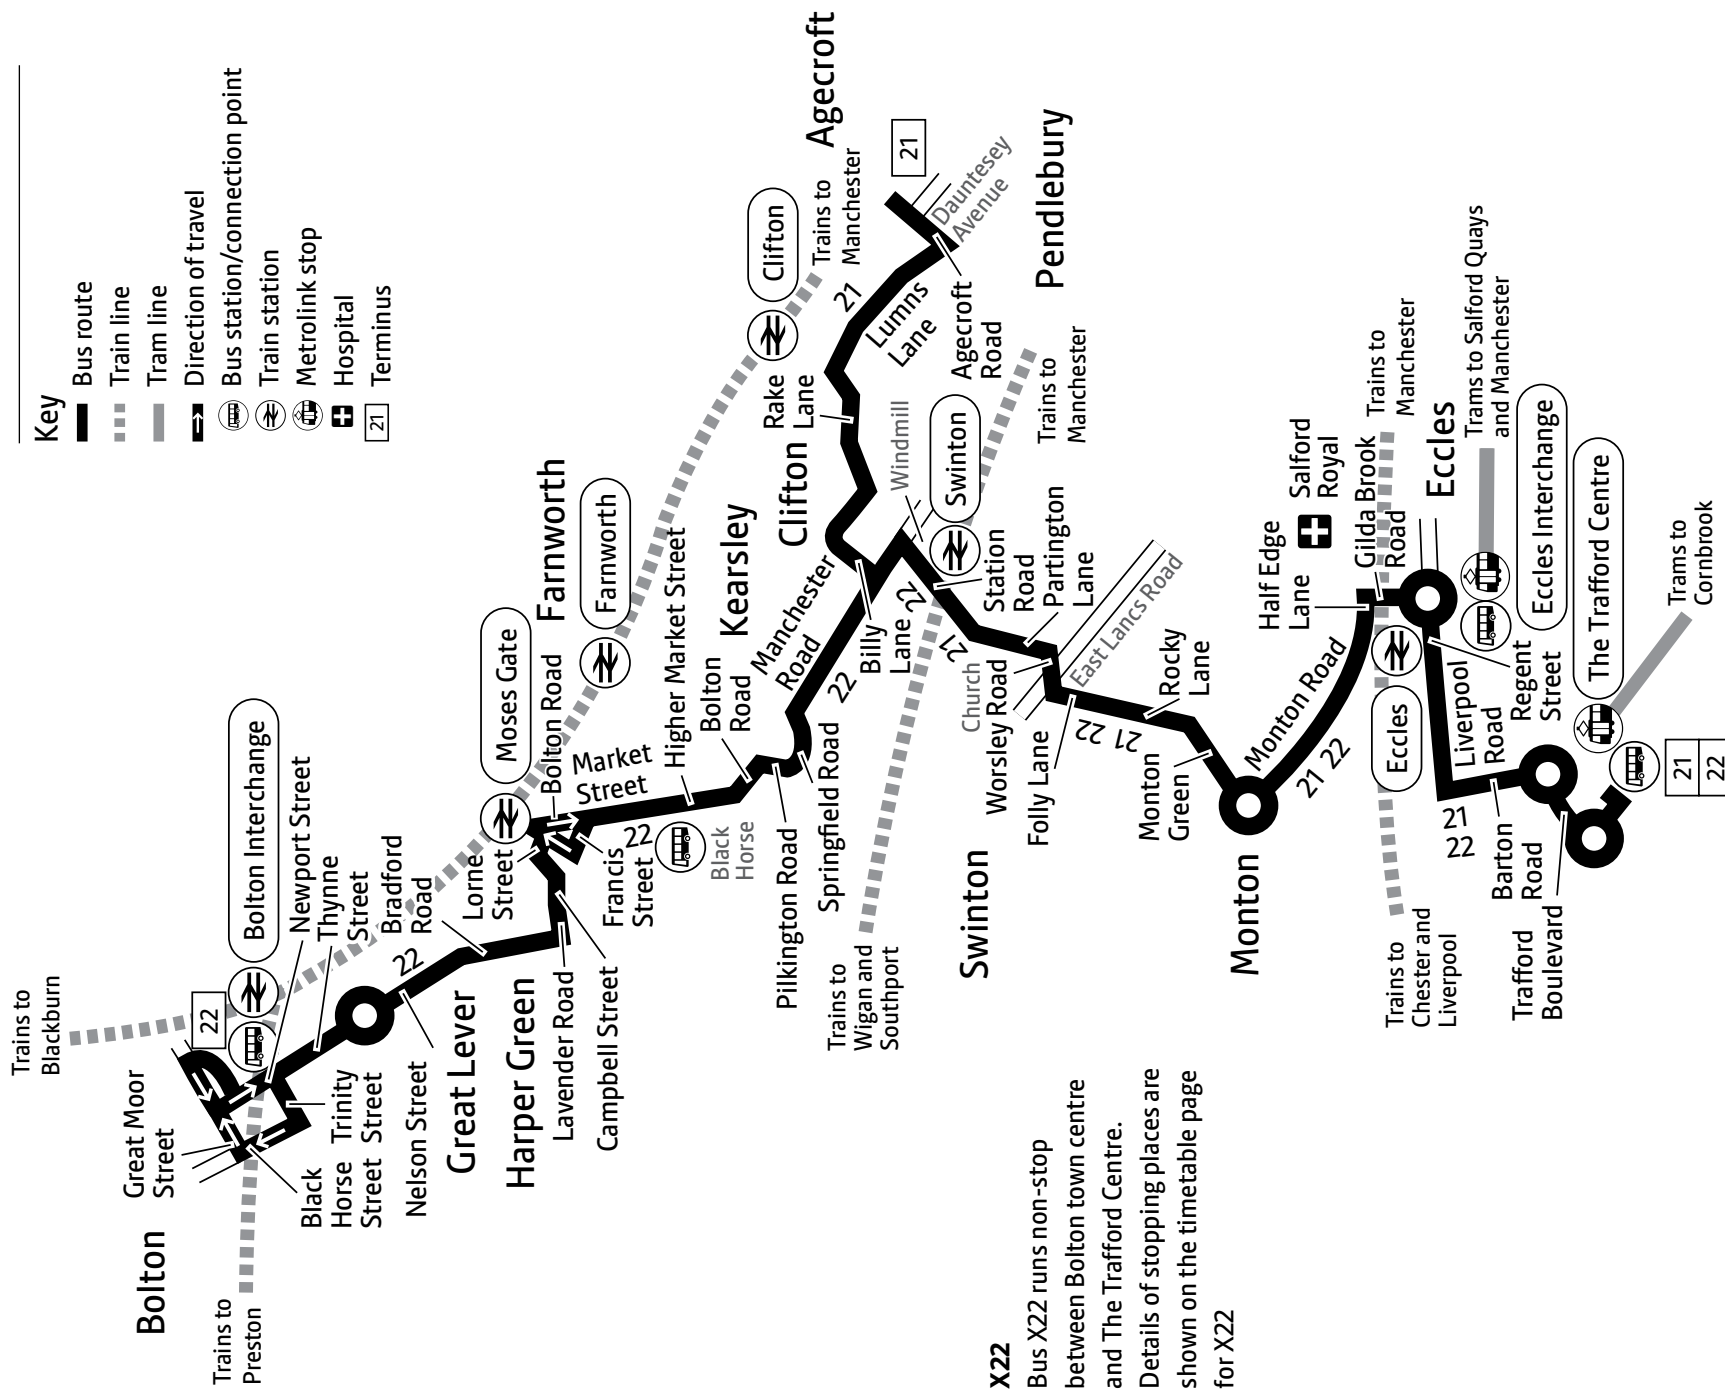 Key
Bus route
Train line
Tram line
Direction of travel
Bus station/connection point
Train station
Metrolink stop
Hospital
21
Terminus
Trains to
Blackburn
Bolton
Great Moor
Street
22
Bolton Interchange
Trains to
Preston
Newport Street
Thynne
Street
Black
Horse
Street
Trinity
Street
Nelson Street
22
Bradford
Road
Great Lever
Harper Green
Lavender Road
Campbell Street
Lorne
Street
Moses Gate
Bolton Road
Farnworth
Farnworth
Market
Street
Francis
Street
22
Black
Horse
Higher Market Street
Bolton
Road
Kearsley
Pilkington Road
Springfield Road
Manchester
Road
22
Clifton
Billy
Lane
Rake
Lane
Clifton
Trains to
Manchester
21
Lumns
Lane
Agecroft
21
Dauntesey
Avenue
Agecroft
Road
Pendlebury
Windmill
Swinton
Trains to
Manchester
22
21
Station
Road
Partington
Lane
Trains to
Wigan and
Southport
Swinton
Church
Worsley Road
East Lancs Road
Folly Lane
21 22
Rocky
Lane
Monton
Green
Monton
Monton Road
21 22
Half Edge
Lane
Salford
Royal
Gilda Brook
Road
Trains to
Manchester
Eccles
Eccles
Trains to
Chester and
Liverpool
Trams to Salford Quays
and Manchester
Eccles Interchange
Liverpool
Road
Regent
Street
21
22
Barton
Road
Trafford
Boulevard
The Trafford Centre
Trams to
Cornbrook
21
22
X22
Bus X22 runs non-stop
between Bolton town centre
and The Trafford Centre.
Details of stopping places are
shown on the timetable page
for X22